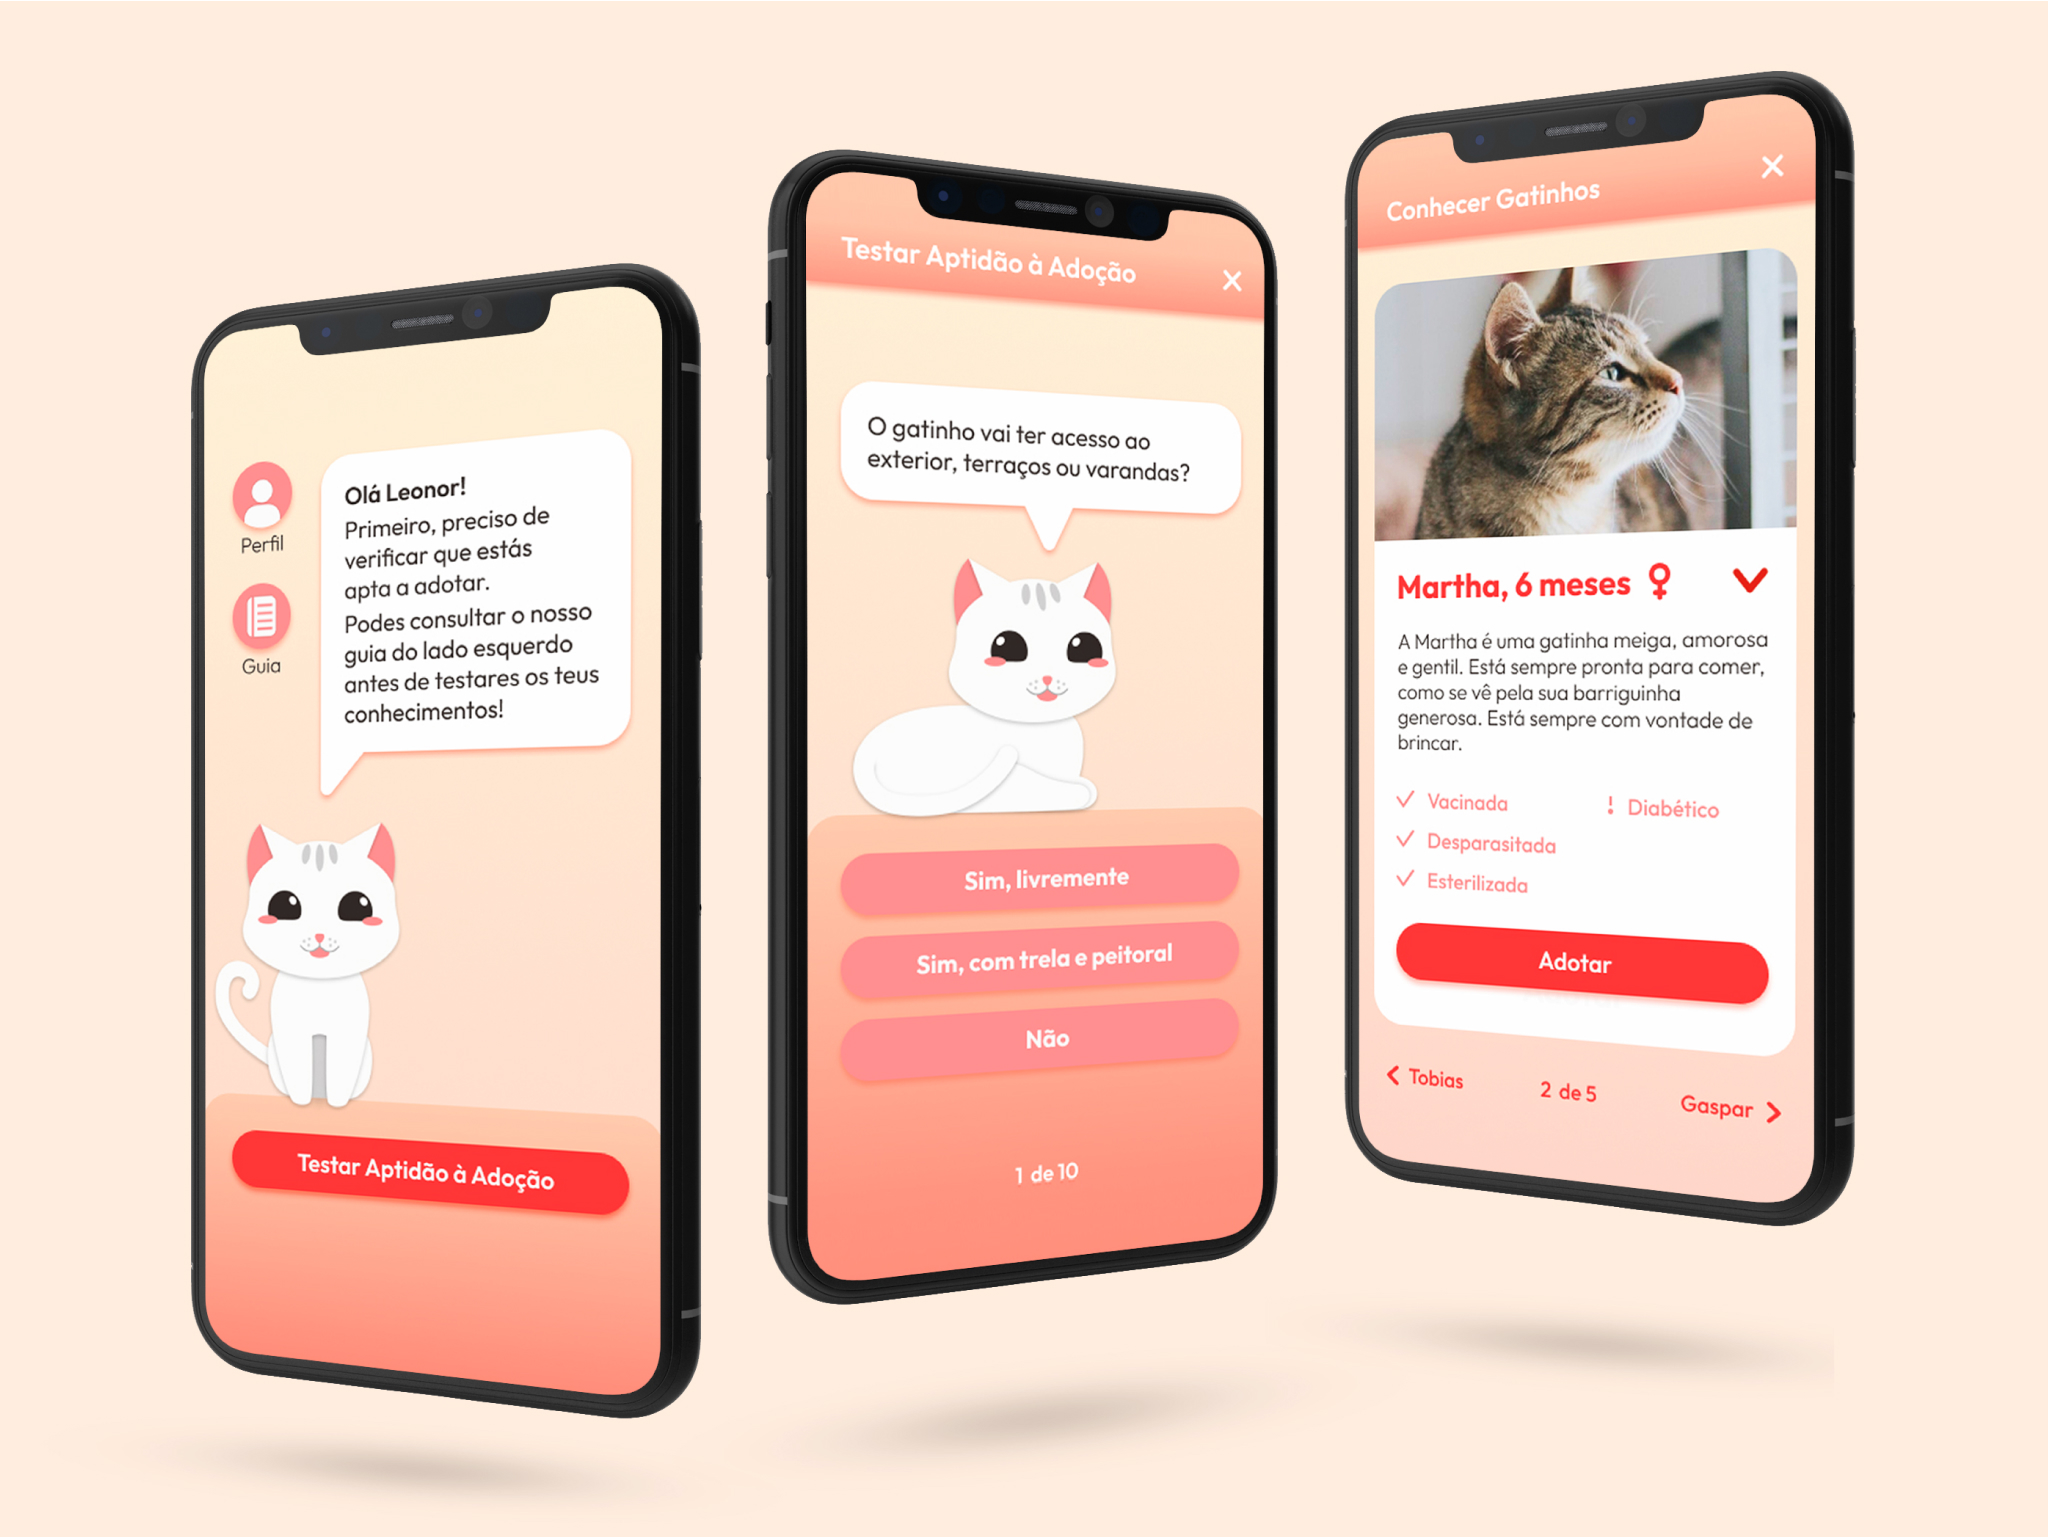 Perfil
Guia
Olá Leonor!
Primeiro, preciso de
verificar que estás
apta a adotar.
Podes consultar o nosso
guia do lado esquerdo
antes de testares os teus
conhecimentos!
Testar Aptidão à Adoção
Testar Aptidão à Adoção
O gatinho vai ter acesso ao
exterior, terraços ou varandas?
Sim, livremente
Sim, com trela e peitoral
Não
1 de 10
Conhecer Gatinhos
Martha, 6 meses
A Martha é uma gatinha meiga, amorosa
e gentil. Está sempre pronta para comer,
como se vê pela sua barriguinha
generosa. Está sempre com vontade de
brincar.
Vacinada
! Diabético
Desparasitada
Esterilizada
Adotar
Tobias
2 de 5
Gaspar